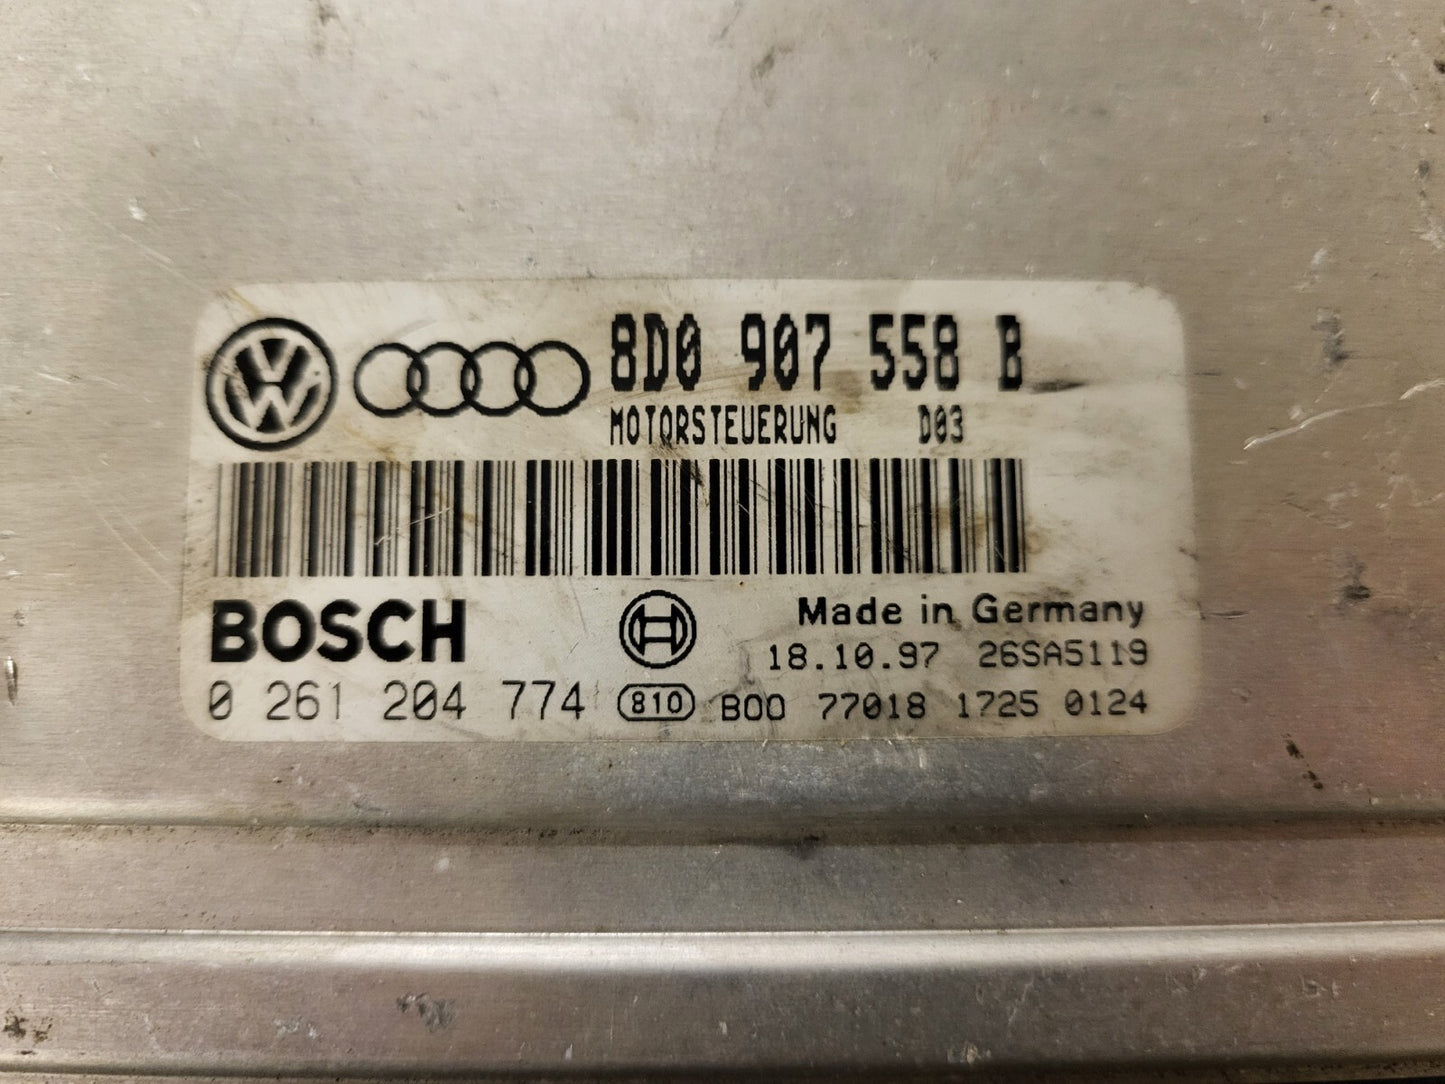 8D0 907 558 B
MOTORSTEUERUNG D03
BOSCH
Made in Germany
18.10.97 26SA5119
0 261 204 774 810 B00 77018 1725 0124